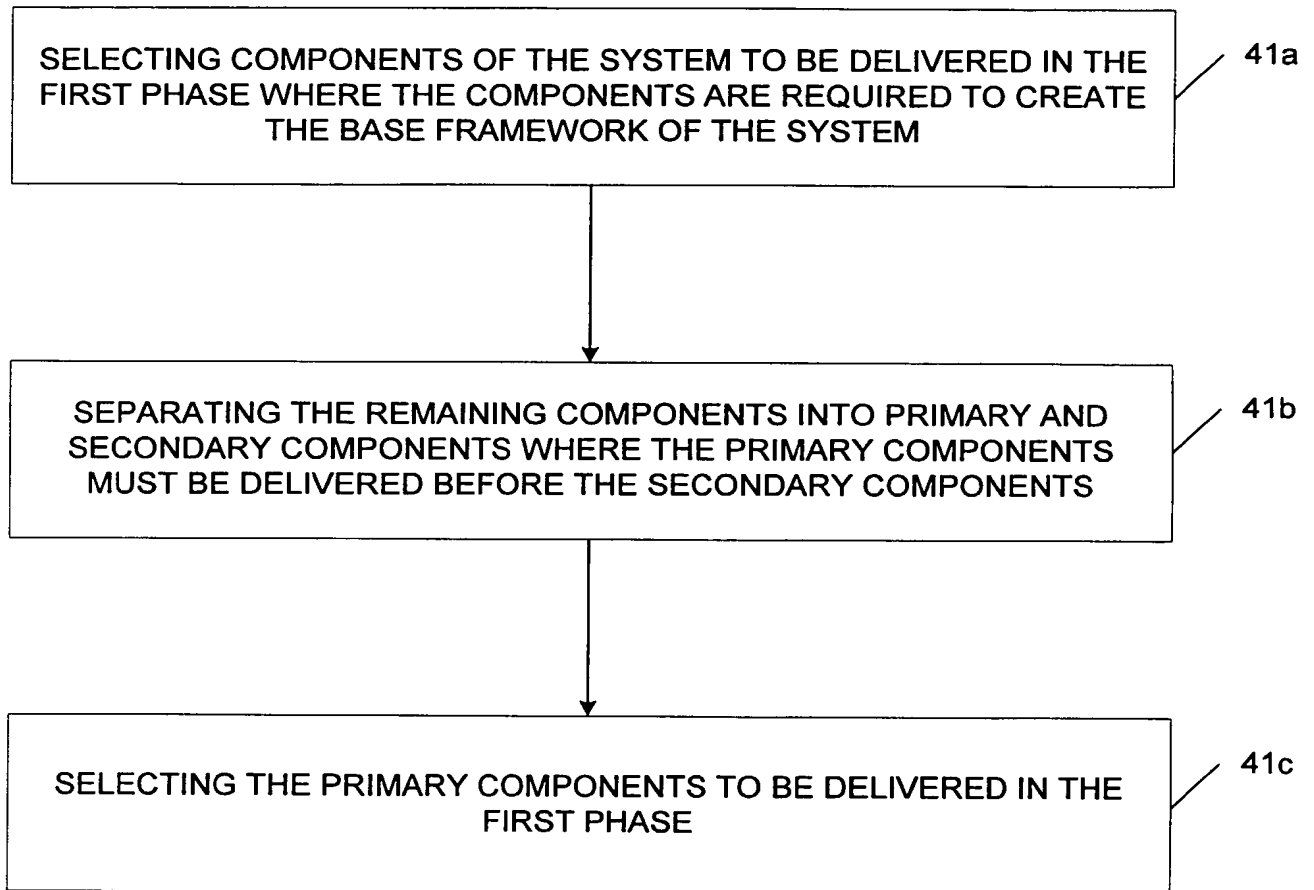 SELECTING COMPONENTS OF THE SYSTEM TO BE DELIVERED IN THE
FIRST PHASE WHERE THE COMPONENTS ARE REQUIRED TO CREATE
THE BASE FRAMEWORK OF THE SYSTEM
41a
SEPARATING THE REMAINING COMPONENTS INTO PRIMARY AND
SECONDARY COMPONENTS WHERE THE PRIMARY COMPONENTS
MUST BE DELIVERED BEFORE THE SECONDARY COMPONENTS
41b
SELECTING THE PRIMARY COMPONENTS TO BE DELIVERED IN THE
FIRST PHASE
41c